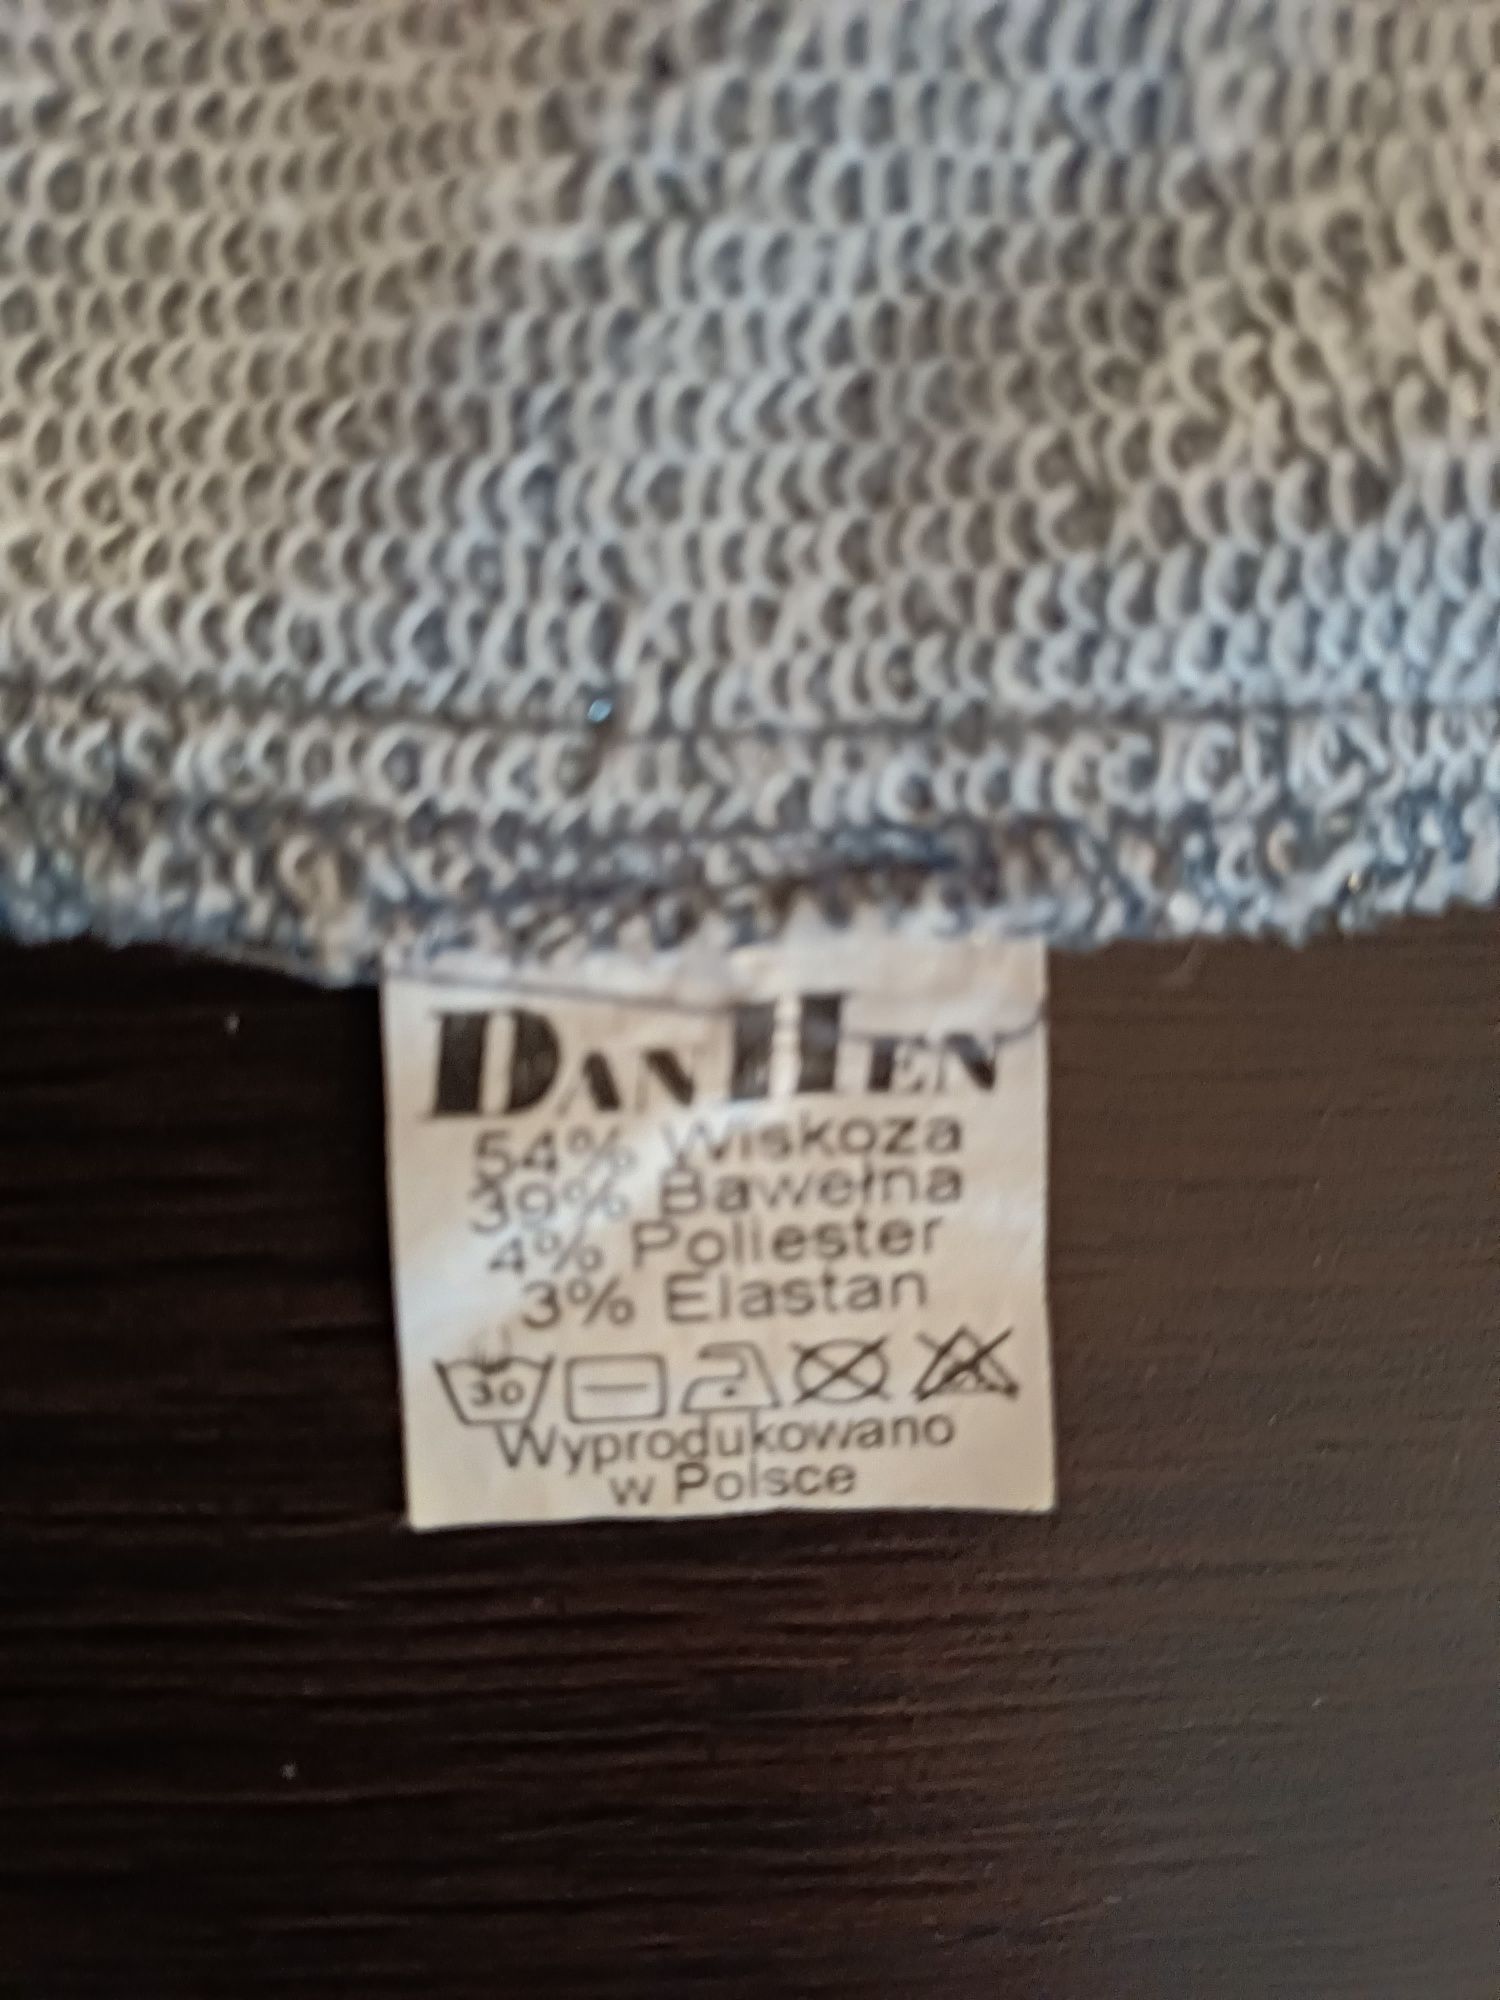 DANHEN
54% Wiskoza
39% Bawełna
4% Poliester
3% Elastan
30
Wyprodukowano
w Polsce